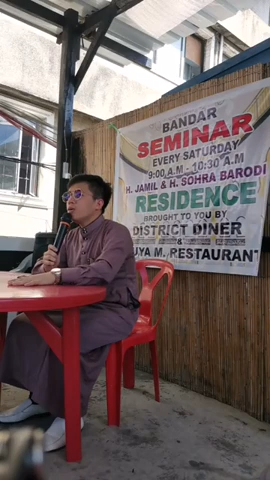 BANDAR
SEMINAR
EVERY SATURDAY
9:00 A.M - 10:30 A.M
H. JAMIL & H. SOHRA BARODI
RESIDENCE
BROUGHT TO YOU BY
DISTRICT DINER
&
UYA M. RESTAURANT